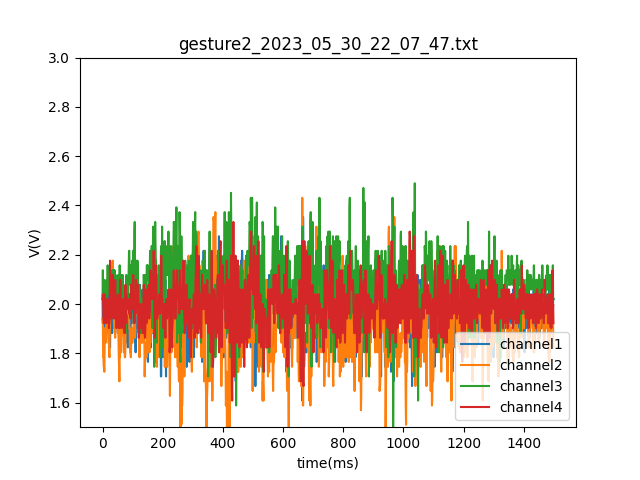 gesture2_2023_05_30_22_07_47.txt
3.0
2.8
2.6
2.4
2.2
2.0
1.8
1.6
V(V)
channel1
channel2
channel3
channel4
0 200 400 600 800 1000 1200 1400
time(ms)